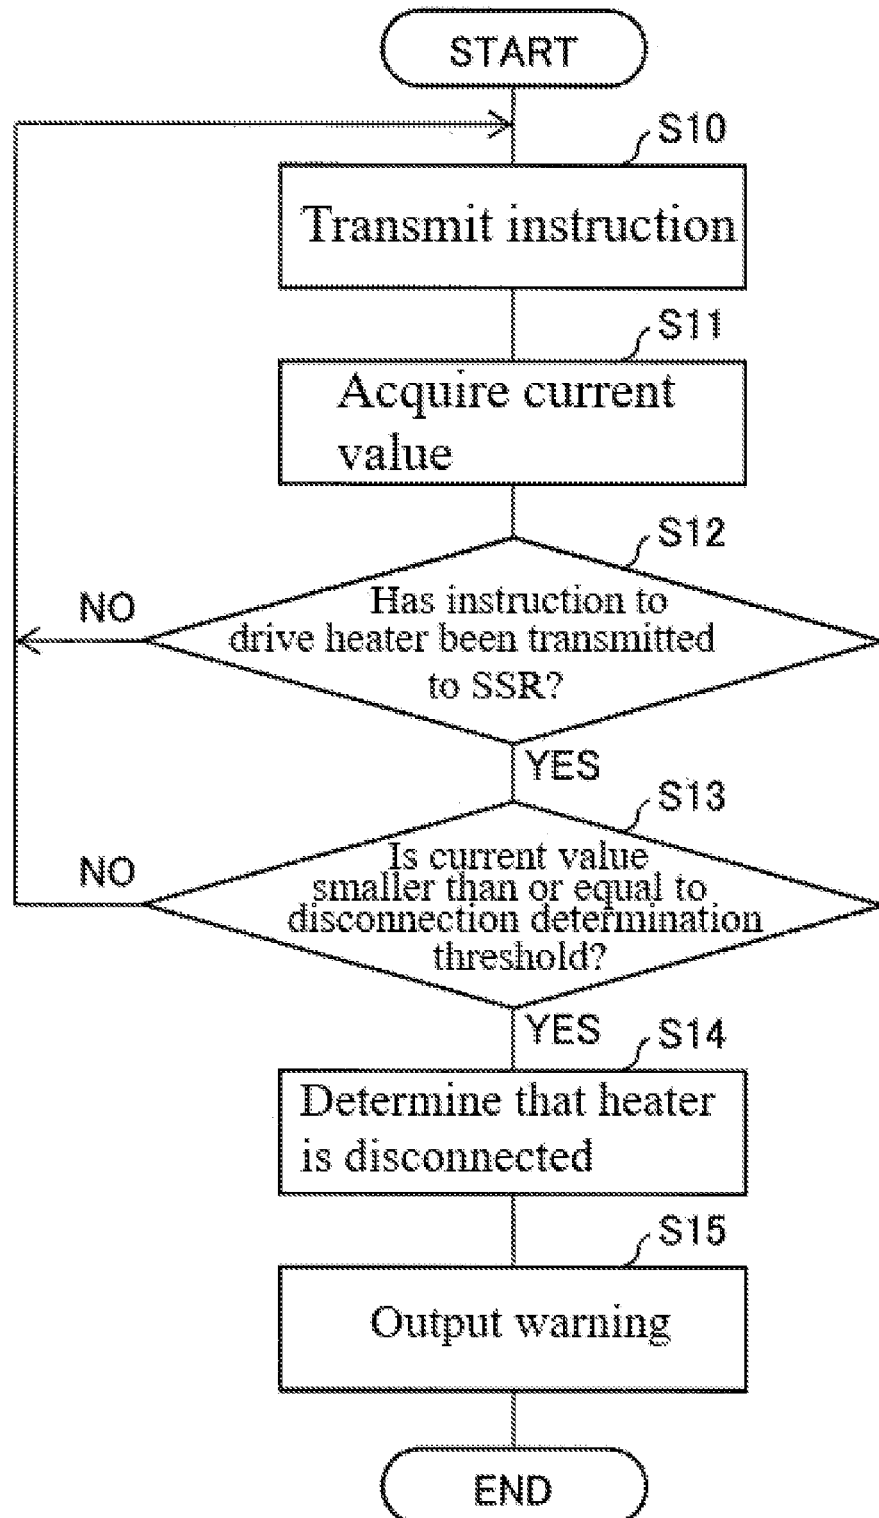 START
S10
Transmit instruction
S11
Acquire current
value
S12
NO
Has instruction to
drive heater been transmitted
to SSR?
YES
S13
NO
Is current value
smaller than or equal to
disconnection determination
threshold?
YES
S14
Determine that heater
is disconnected
S15
Output warning
END